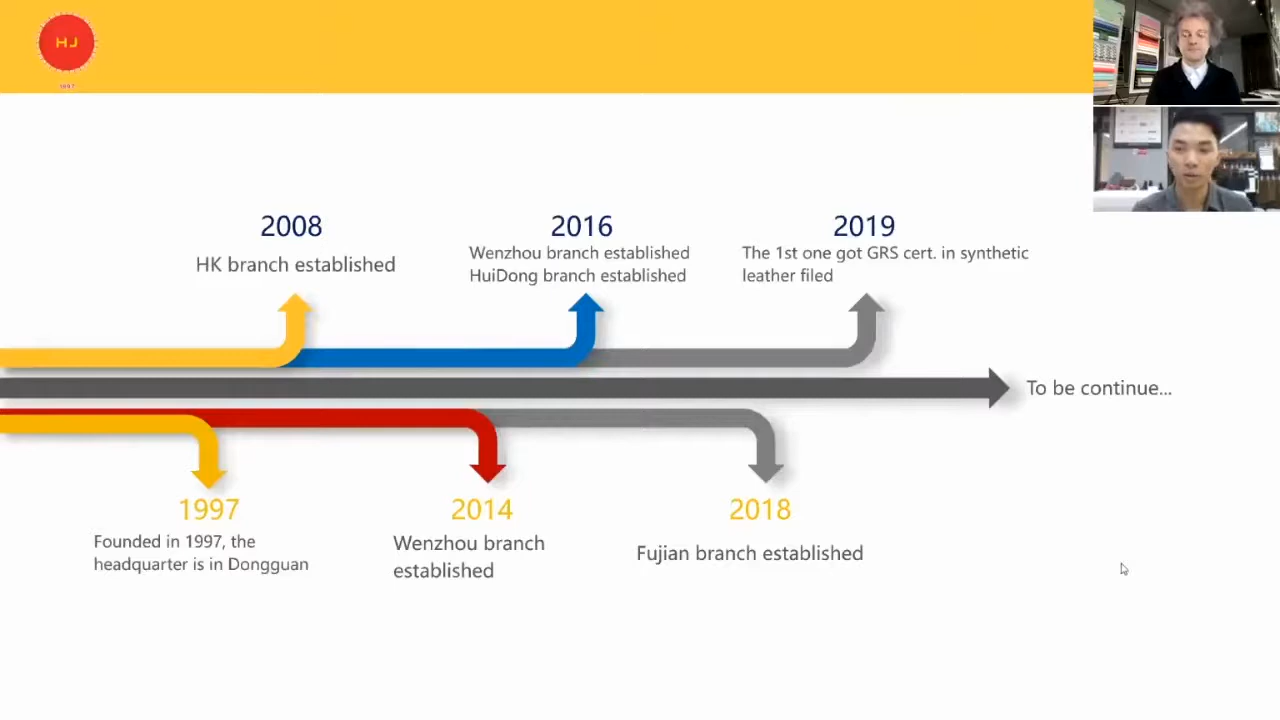 HJ
1997
2008
HK branch established
2016
Wenzhou branch established
HuiDong branch established
2019
The 1st one got GRS cert. in synthetic
leather filed
To be continue...
1997
Founded in 1997, the
headquarter is in Dongguan
2014
Wenzhou branch
established
2018
Fujian branch established